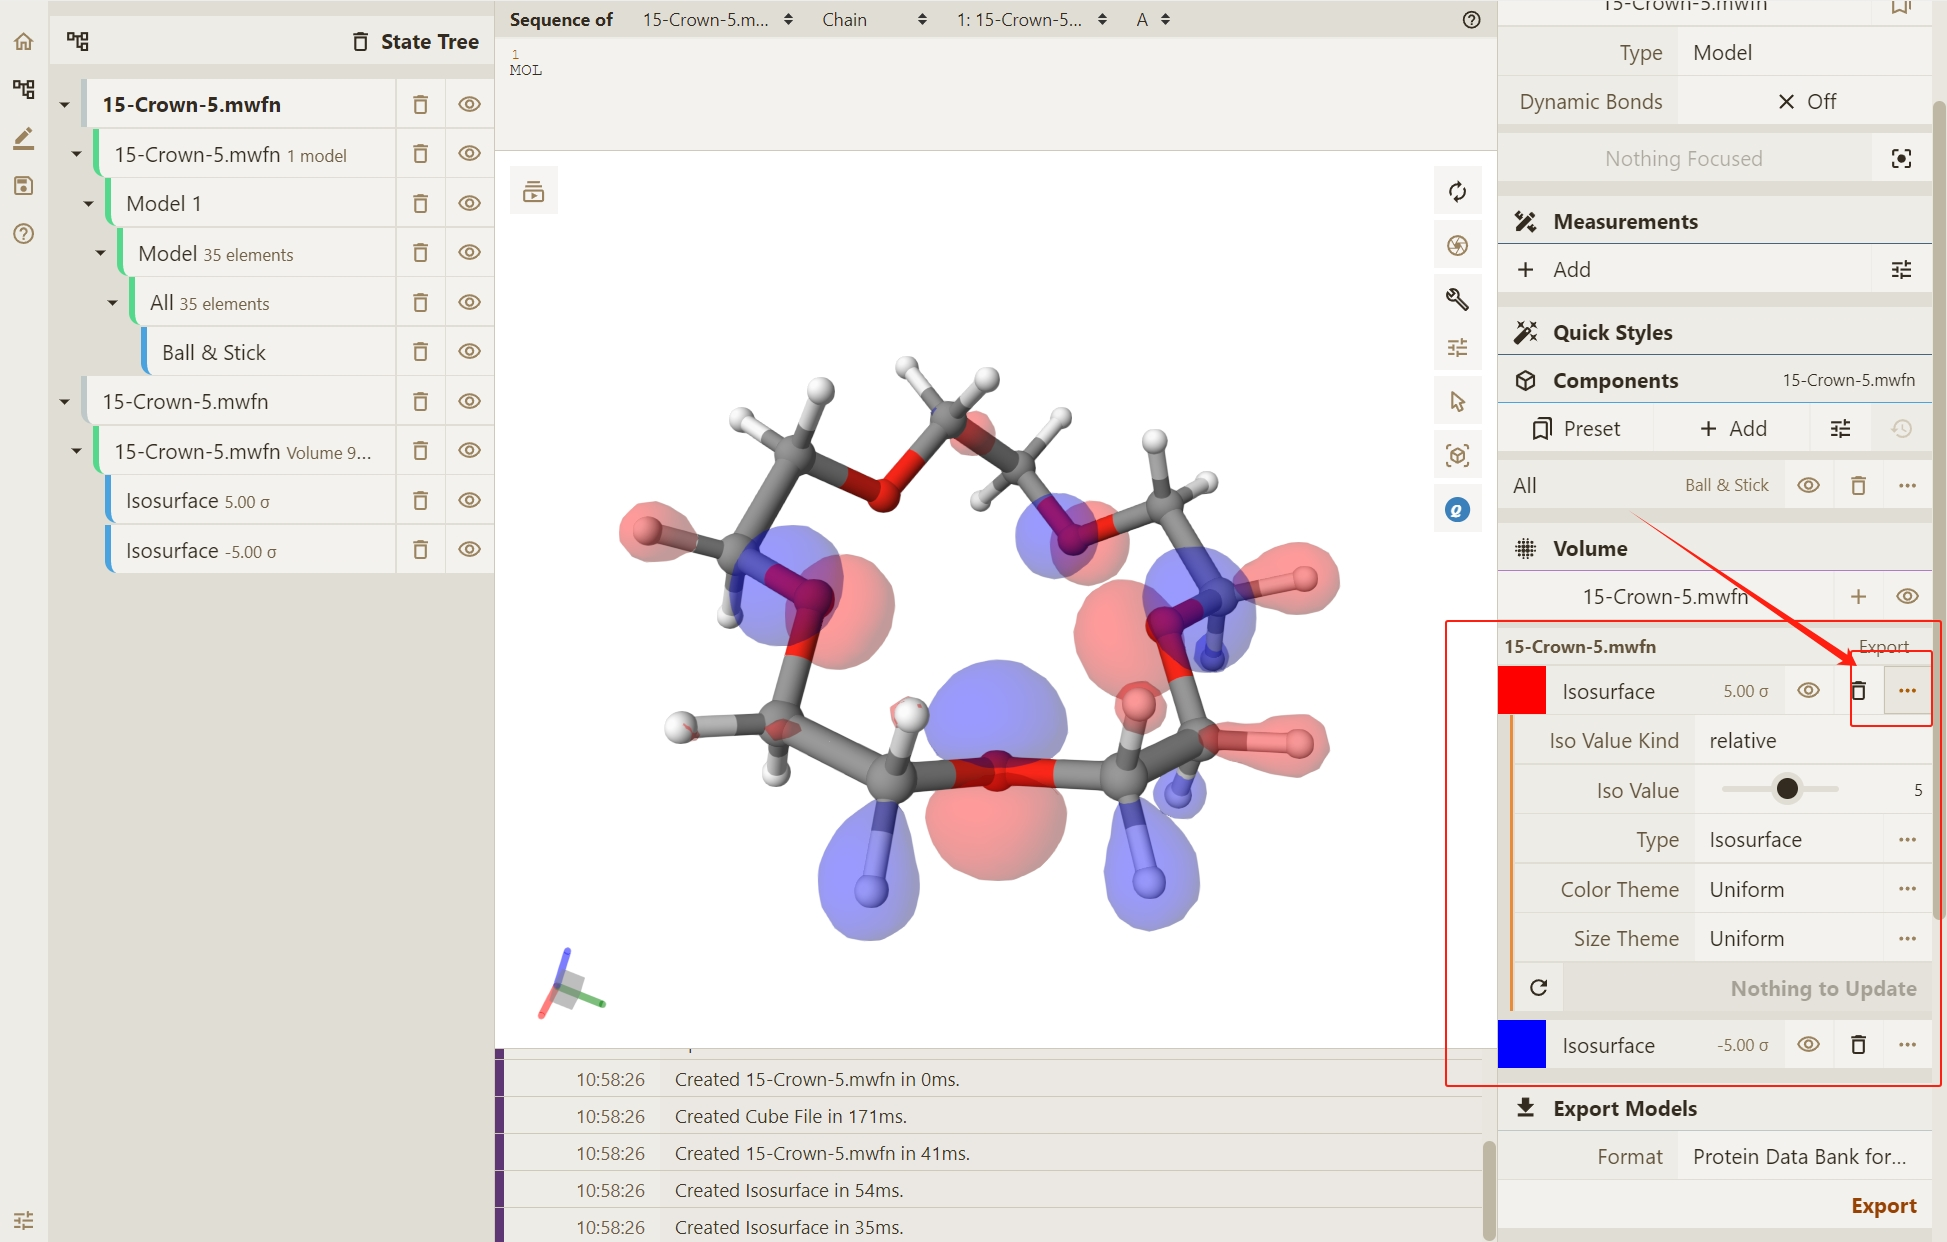 Sequence of 15-Crown-5.m... Chain 1: 15-Crown-5... A
1
MOL
State Tree
15-Crown-5.mwfn
15-Crown-5.mwfn 1 model
Model 1
Model 35 elements
All 35 elements
Ball & Stick
15-Crown-5.mwfn
15-Crown-5.mwfn Volume 9...
Isosurface 5.00 σ
Isosurface -5.00 σ
10:58:26 Created 15-Crown-5.mwfn in 0ms.
10:58:26 Created Cube File in 171ms.
10:58:26 Created 15-Crown-5.mwfn in 41ms.
10:58:26 Created Isosurface in 54ms.
10:58:26 Created Isosurface in 35ms.
15-Crown-5.mwfn
Type Model
Dynamic Bonds Off
Nothing Focused
Measurements
Add
Quick Styles
Components 15-Crown-5.mwfn
Preset Add
All Ball & Stick
Volume
15-Crown-5.mwfn
15-Crown-5.mwfn Export
Isosurface 5.00 σ
Iso Value Kind relative
Iso Value 5
Type Isosurface
Color Theme Uniform
Size Theme Uniform
Nothing to Update
Isosurface -5.00 σ
Export Models
Format Protein Data Bank for...
Export